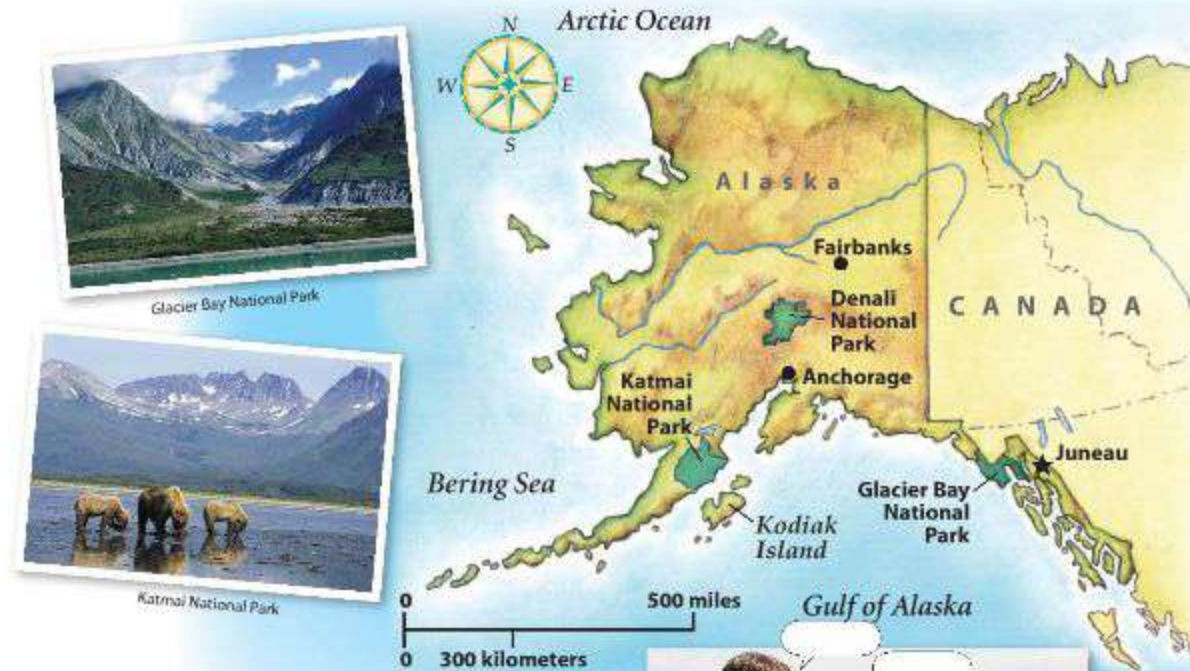 Arctic Ocean
N
W
E
S
Glacier Bay National Park
Alaska
Fairbanks
Denali
National
Park
CANADA
Katmai
National
Park
Anchorage
Juneau
Bering Sea
Glacier Bay
National
Park
Kodiak
Island
Katmai National Park
0
500 miles
Gulf of Alaska
0
300 kilometers